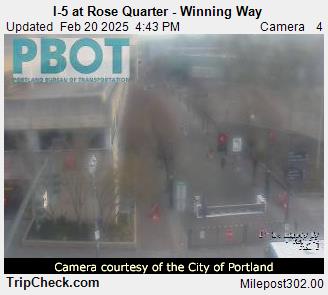 I-5 at Rose Quarter - Winning Way
Updated Feb 20 2025 4:43 PM Camera 4
PBOT
PORTLAND BUREAU OF TRANSPORTATION
Camera courtesy of the City of Portland
TripCheck.com Milepost302.00